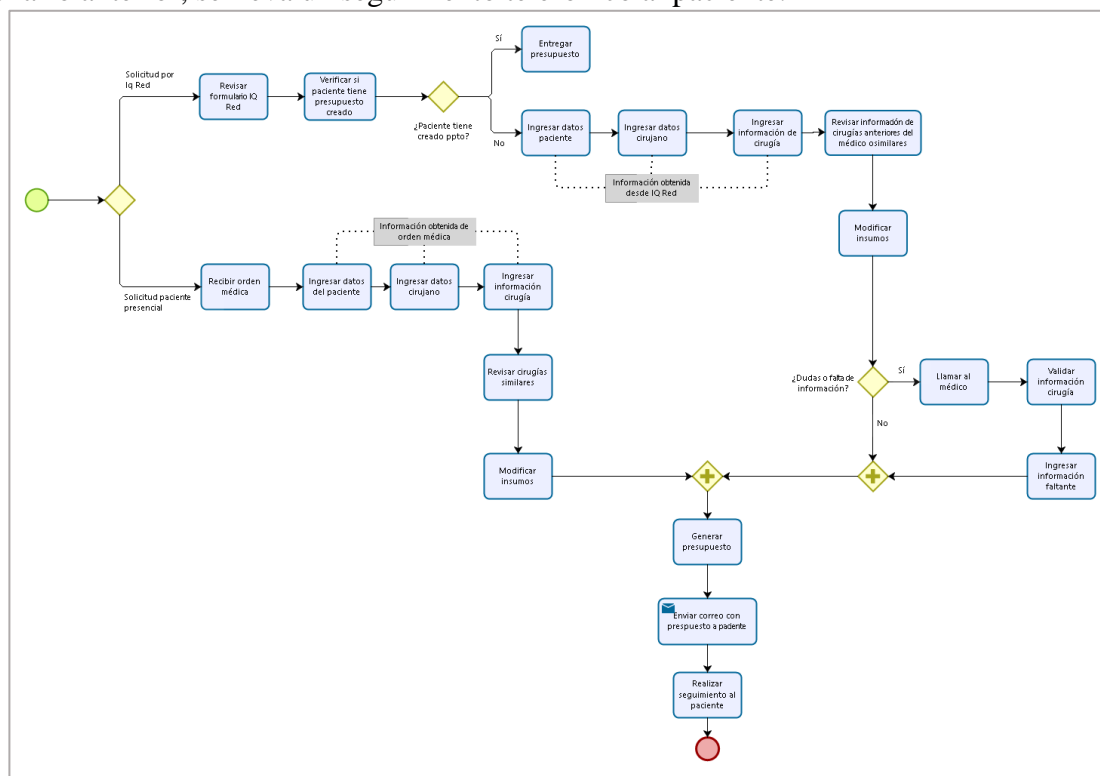 Sí
Entregar
presupuesto
Solicitud por
Iq Red
Revisar
formulario IQ
Red
Verificar si
paciente tiene
presupuesto
creado
¿Paciente tiene
creado ppto?
No
Ingresar datos
paciente
Ingresar datos
cirujano
Ingresar
información de
cirugía
Revisar información de
cirugías anteriores del
médico osimilares
Información obtenida
desde IQ Red
Modificar
insumos
Información obtenida de
orden médica
Solicitud paciente
presencial
Recibir orden
médica
Ingresar datos
del paciente
Ingresar datos
cirujano
Ingresar
información
cirugía
Revisar cirugías
similares
Modificar
insumos
¿Dudas o falta de
información?
Sí
Llamar al
médico
Validar
información
cirugía
No
Ingresar
información
faltante
Generar
presupuesto
Enviar correo con
prespuesto a paciente
Realizar
seguimiento al
paciente